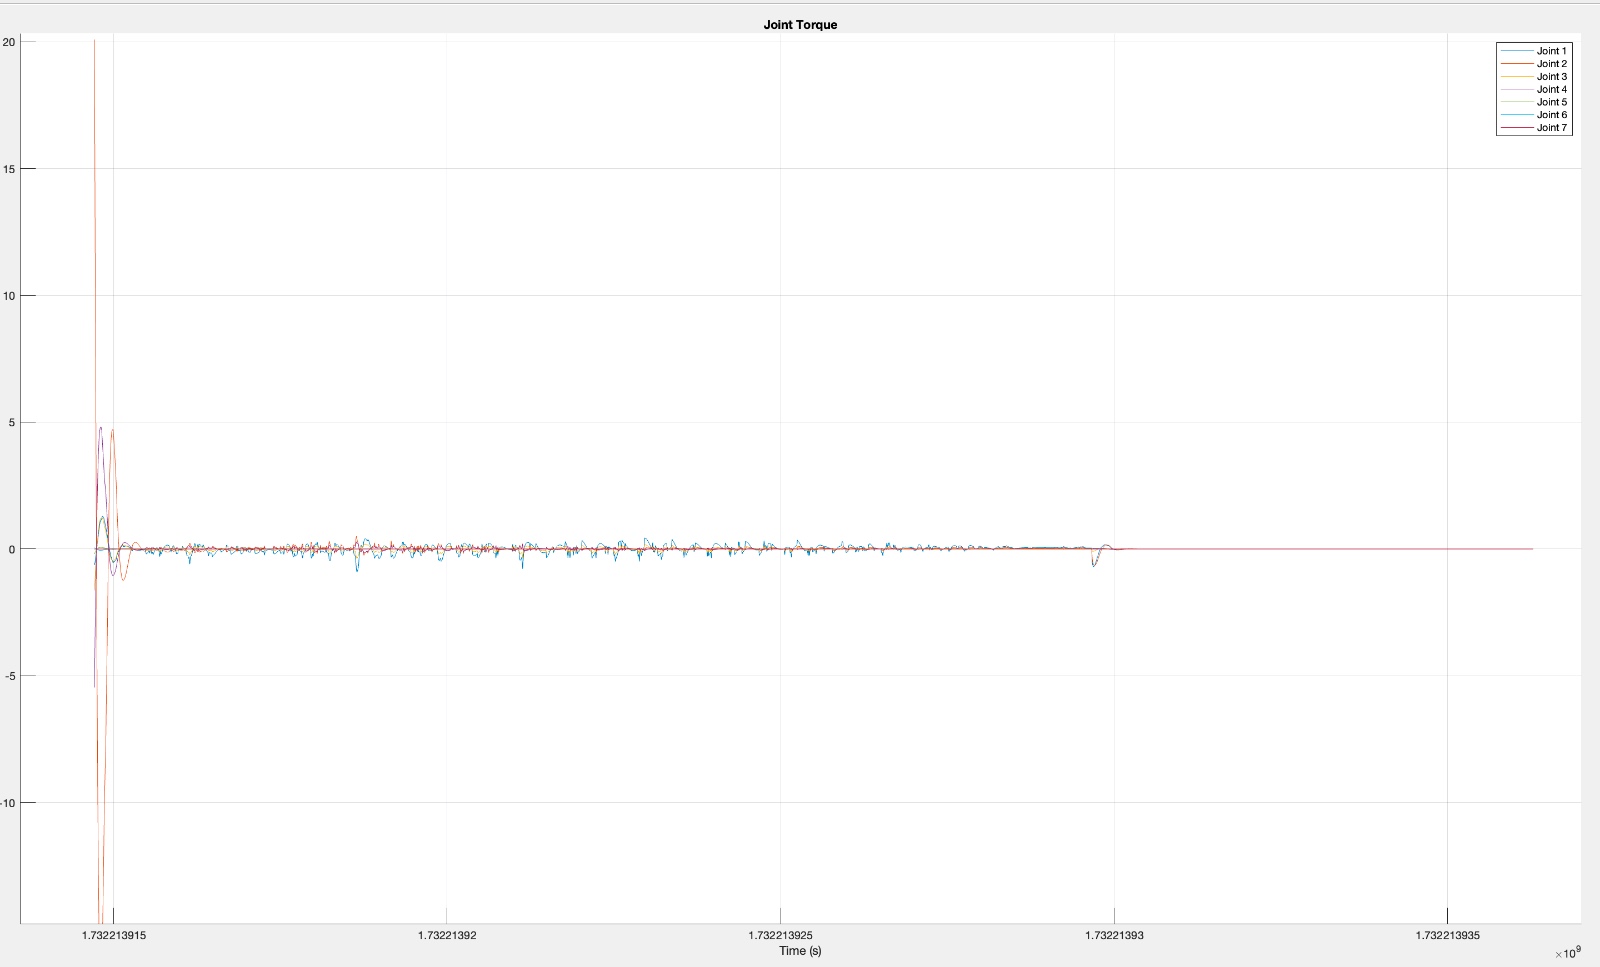 Joint Torque
20
15
10
5
0
-5
-10
Joint 1
Joint 2
Joint 3
Joint 4
Joint 5
Joint 6
Joint 7
1.732213915
1.73221392
1.732213925
1.73221393
1.732213935
Time (s)
×10⁹